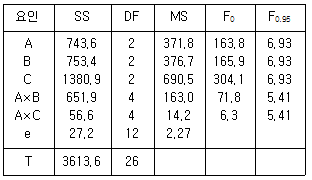 요인 SS DF MS F₀ F₀.₉₅
A 743,6 2 371,8 163,8 6,93
B 753,4 2 376,7 165,9 6,93
C 1380,9 2 690,5 304,1 6,93
A×B 651,9 4 163,0 71,8 5,41
A×C 56,6 4 14,2 6,3 5,41
e 27,2 12 2,27
T 3613,6 26